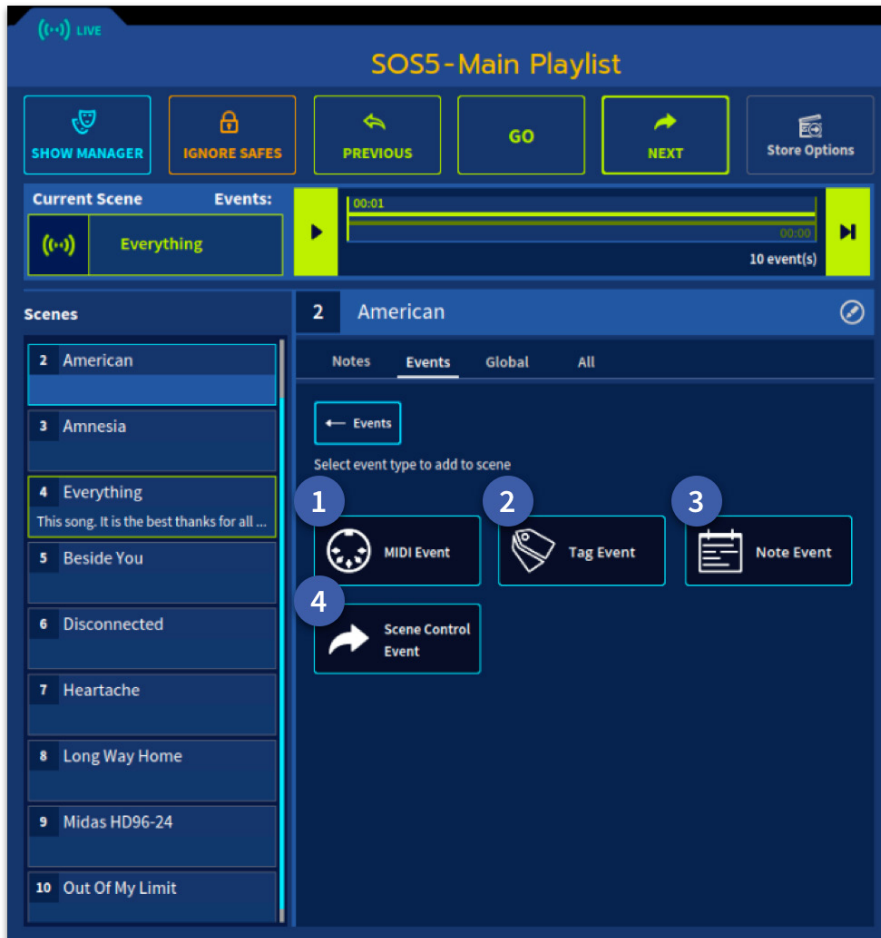 LIVE
SOS5-Main Playlist
SHOW MANAGER
IGNORE SAFES
PREVIOUS
GO
NEXT
Store Options
Current Scene
Events:
Everything
00:01
00:00
10 event(s)
Scenes
2 American
3 Amnesia
4 Everything
This song. It is the best thanks for all ...
5 Beside You
6 Disconnected
7 Heartache
8 Long Way Home
9 Midas HD96-24
10 Out Of My Limit
2 American
Notes Events Global All
Events
Select event type to add to scene
1
MIDI Event
2
Tag Event
3
Note Event
4
Scene Control
Event